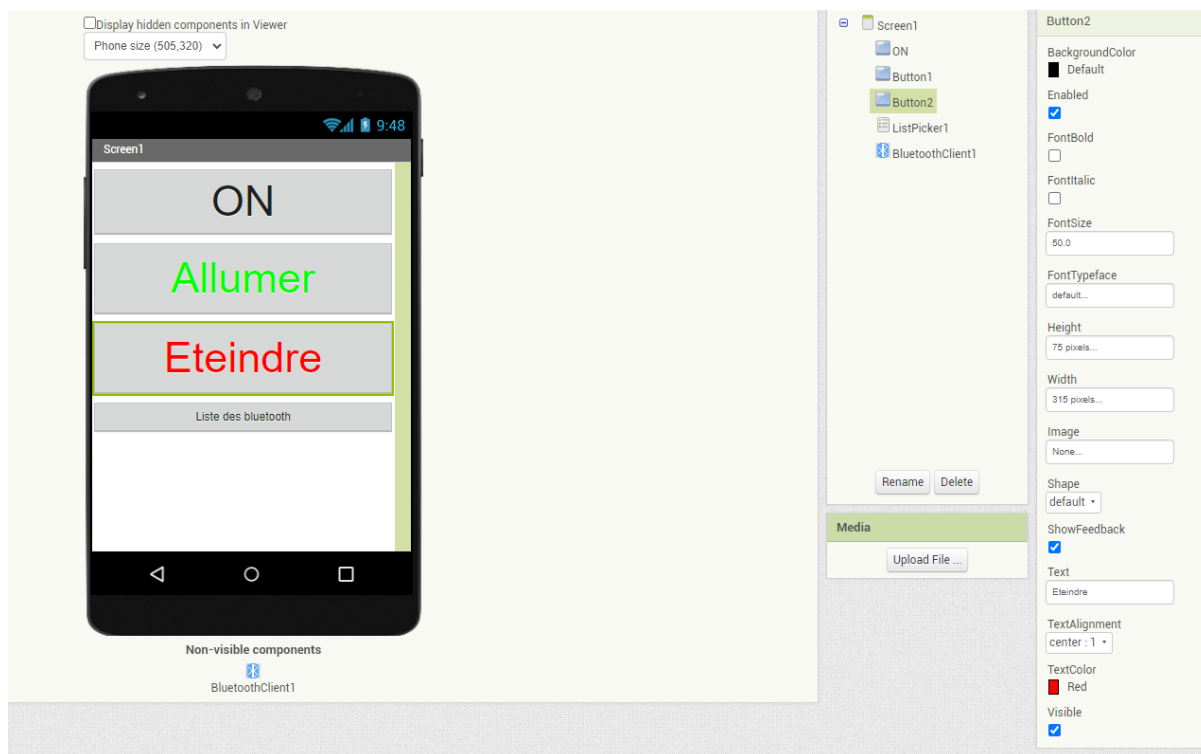 Display hidden components in Viewer
Phone size (505,320)
9:48
Screen1
ON
Allumer
Eteindre
Liste des bluetooth
Non-visible components
BluetoothClient1
Screen1
ON
Button1
Button2
ListPicker1
BluetoothClient1
Rename Delete
Media
Upload File ...
Button2
BackgroundColor
Default
Enabled
FontBold
FontItalic
FontSize
50.0
FontTypeface
default...
Height
75 pixels...
Width
315 pixels...
Image
None...
Shape
default
ShowFeedback
Text
Eteindre
TextAlignment
center : 1
TextColor
Red
Visible